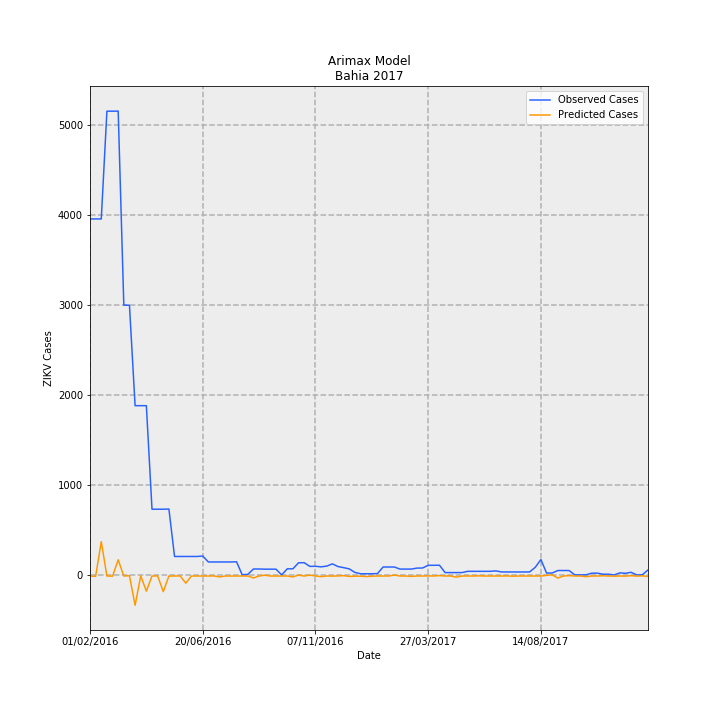 Arimax Model
Bahia 2017
Observed Cases
Predicted Cases
ZIKV Cases
5000
4000
3000
2000
1000
0
01/02/2016 20/06/2016 07/11/2016 27/03/2017 14/08/2017
Date